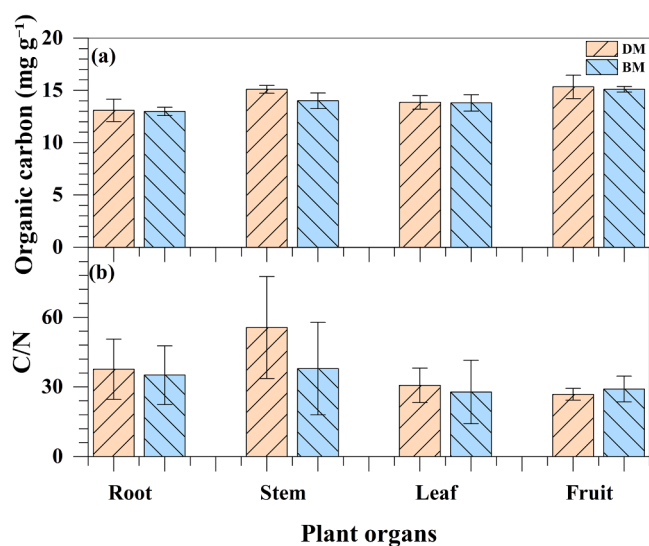 Organic carbon (mg g⁻¹)
20
15
10
5
0
(a)
DM
BM
C/N
60
30
0
(b)
Root Stem Leaf Fruit
Plant organs